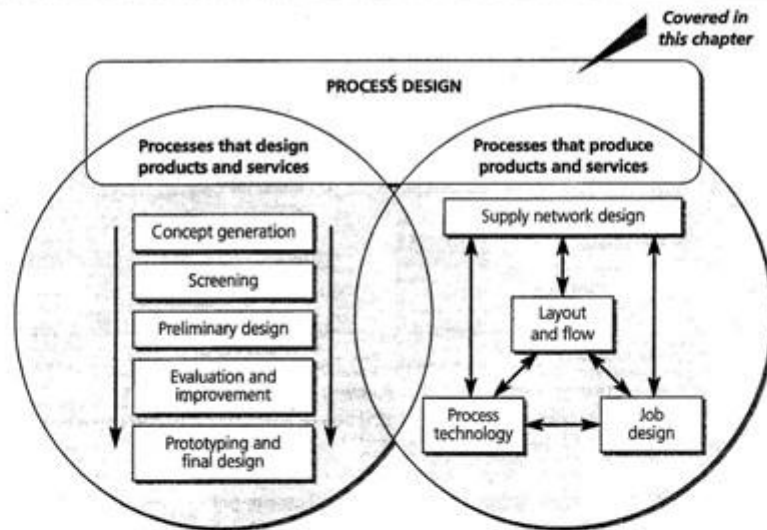 Covered in
this chapter
PROCESS DESIGN
Processes that design
products and services
Processes that produce
products and services
Concept generation
Screening
Preliminary design
Evaluation and
improvement
Prototyping and
final design
Supply network design
Layout
and flow
Process
technology
Job
design